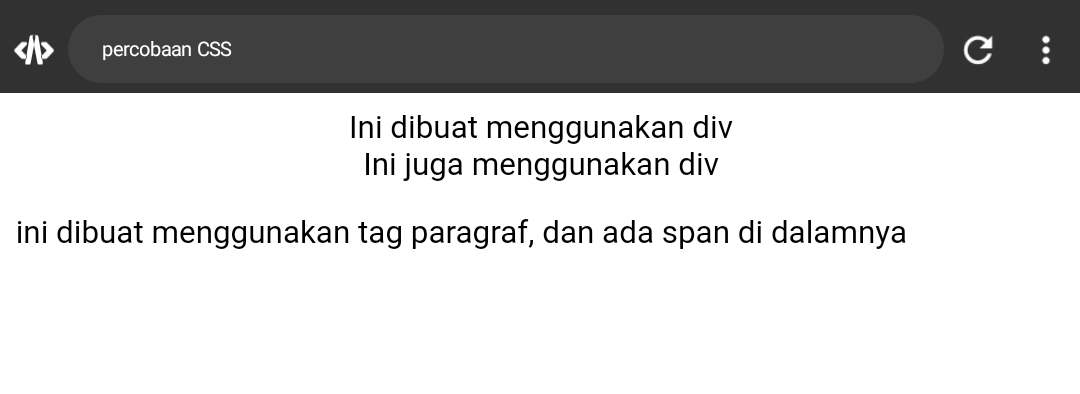 percobaan CSS
Ini dibuat menggunakan div
Ini juga menggunakan div
ini dibuat menggunakan tag paragraf, dan ada span di dalamnya